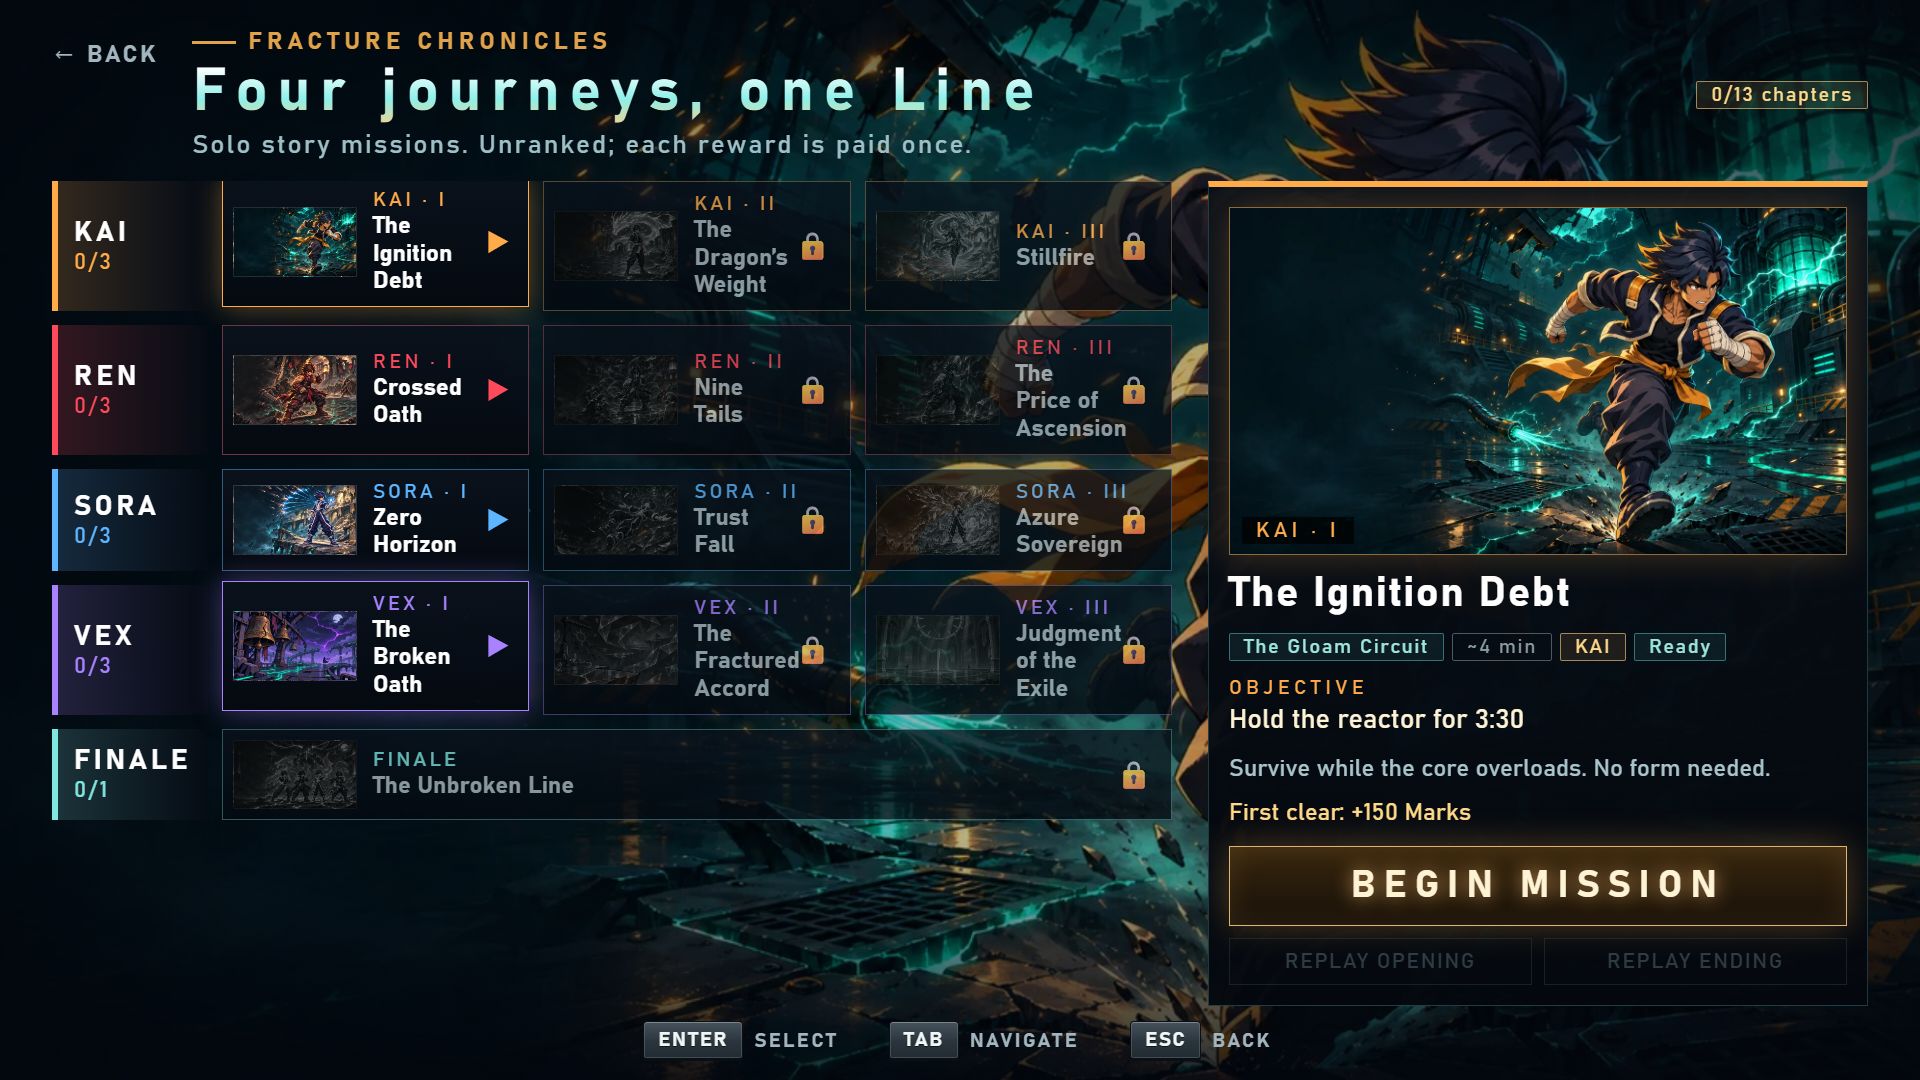 ← BACK
FRACTURE CHRONICLES
Four journeys, one Line
Solo story missions. Unranked; each reward is paid once.
0/13 chapters
KAI
0/3
KAI · I
The
Ignition
Debt
KAI · II
The
Dragon's
Weight
KAI · III
Stillfire
REN
0/3
REN · I
Crossed
Oath
REN · II
Nine
Tails
REN · III
The
Price of
Ascension
SORA
0/3
SORA · I
Zero
Horizon
SORA · II
Trust
Fall
SORA · III
Azure
Sovereign
VEX
0/3
VEX · I
The
Broken
Oath
VEX · II
The
Fractured
Accord
VEX · III
Judgment
of the
Exile
FINALE
0/1
FINALE
The Unbroken Line
KAI · I
The Ignition Debt
The Gloam Circuit ~4 min KAI Ready
OBJECTIVE
Hold the reactor for 3:30
Survive while the core overloads. No form needed.
First clear: +150 Marks
BEGIN MISSION
REPLAY OPENING REPLAY ENDING
ENTER SELECT TAB NAVIGATE ESC BACK